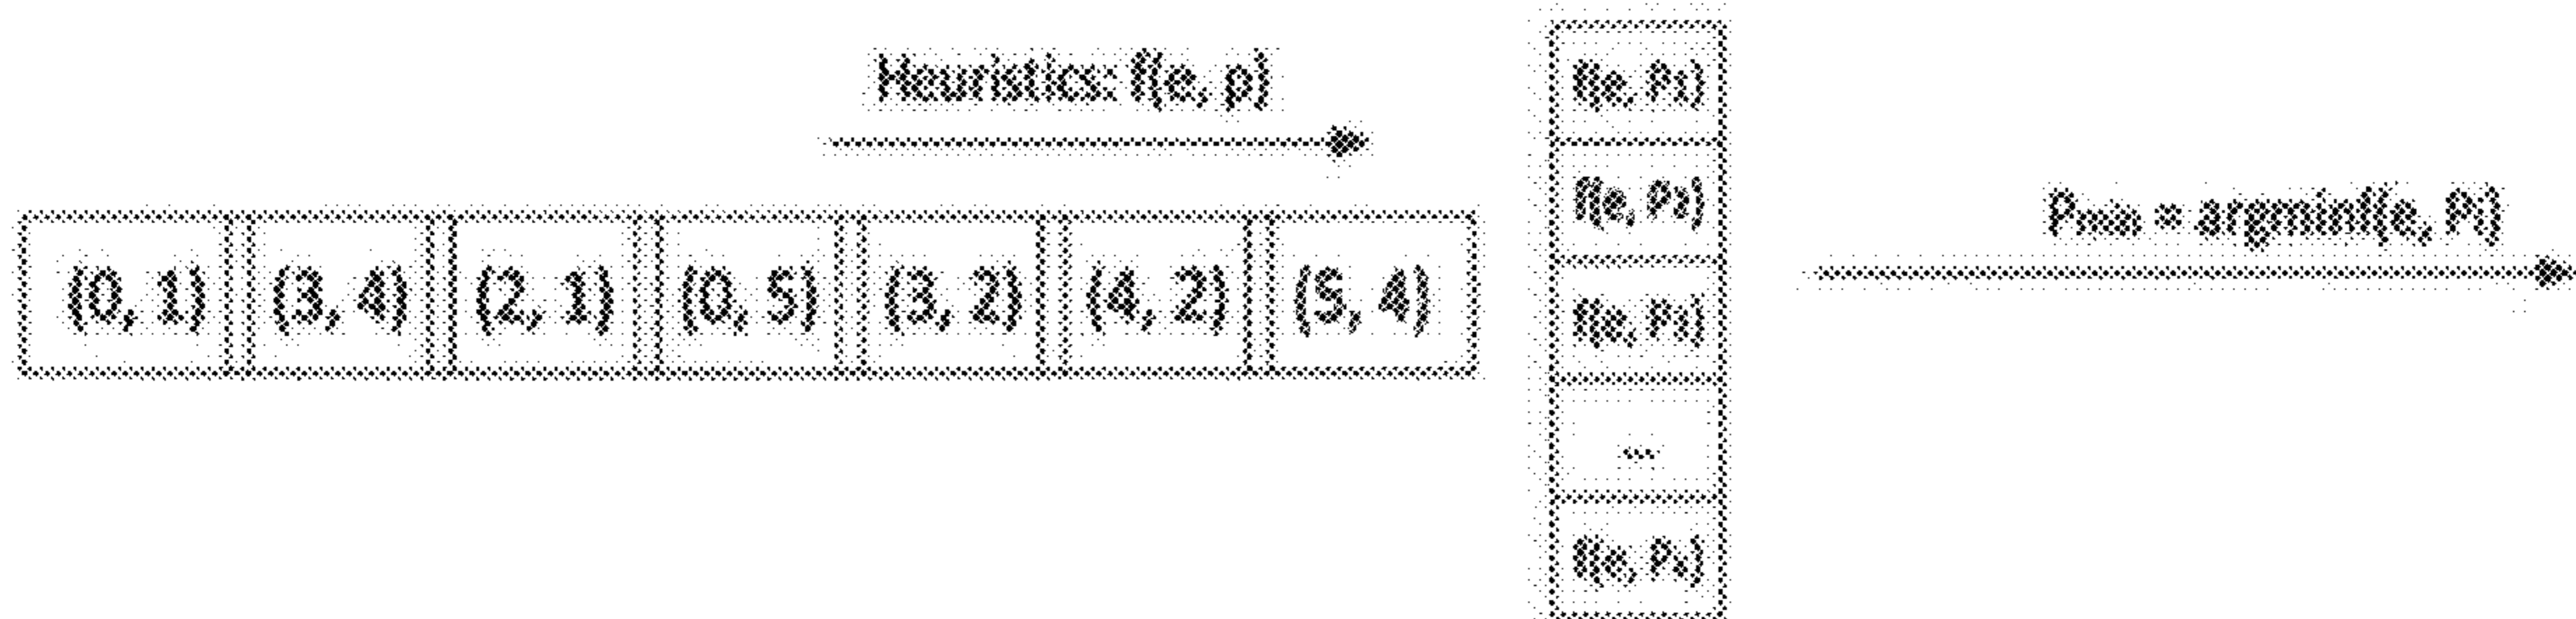 Heuristics: f(e, p)
(0, 1) (3, 4) (2, 1) (0, 5) (3, 2) (4, 2) (5, 4)
f(e, P1)
f(e, P2)
f(e, P3)
...
Pmin = argminf(e, Pi)